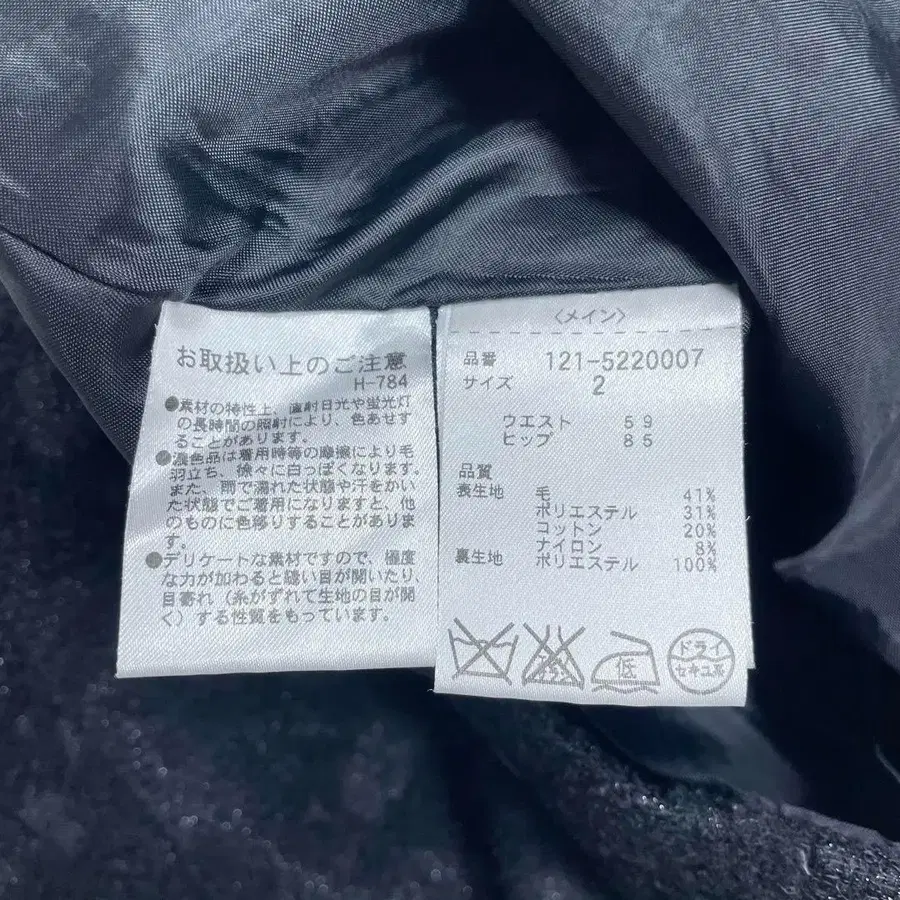 お取扱い上のご注意
H-784
●素材の特性上、直射日光や蛍光灯
の長時間の照射により、色あせす
ることがあります。
●濃色品は着用時等の摩擦により毛
羽立ち、徐々に白っぽくなります。
また、雨で濡れた状態や汗をかい
た状態でご着用になりますと、他
のものに色移りすることがありま
す。
●デリケートな素材ですので、極度
な力が加わると縫い目が開いたり、
目寄れ（糸がずれて生地の目が開
く）する性質をもっています。
〈メイン〉
品番 121-5220007
サイズ 2
ウエスト 59
ヒップ 85
品質
表生地 毛 41%
ポリエステル 31%
コットン 20%
ナイロン 8%
裏生地 ポリエステル 100%
エンソ
サラシ
低
ドライ
セキユ系